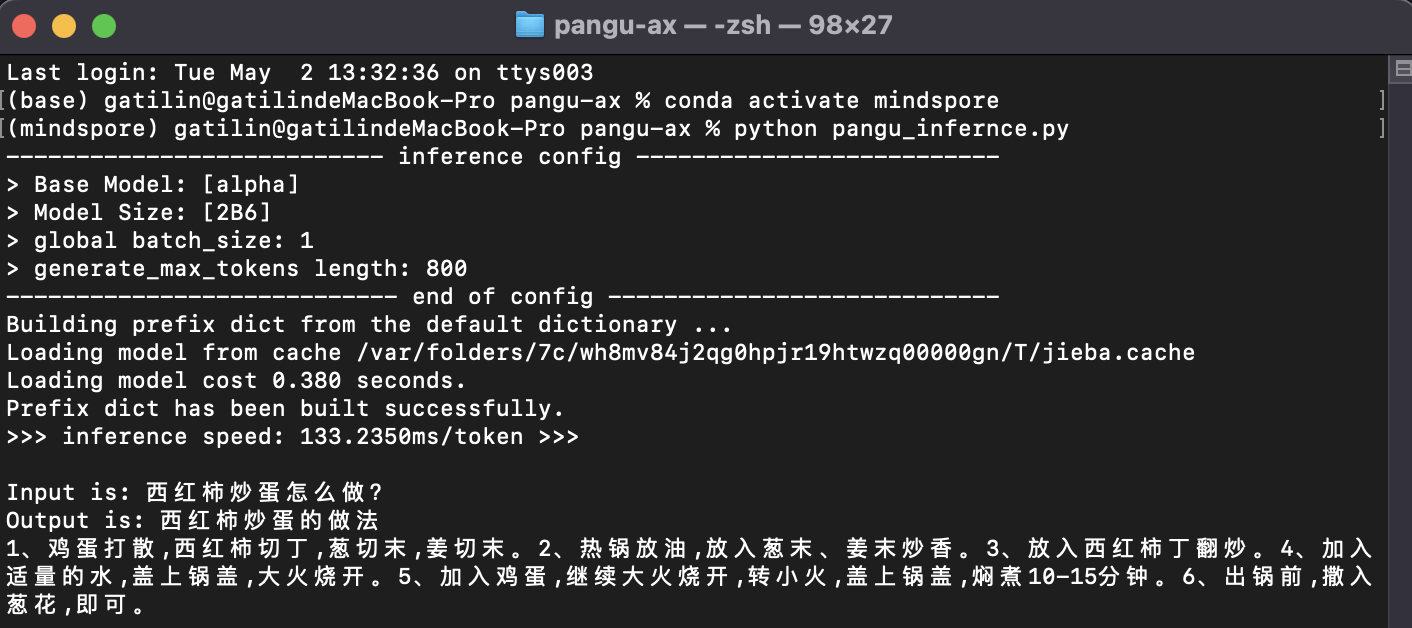 pangu-ax — -zsh — 98×27
Last login: Tue May  2 13:32:36 on ttys003
[(base) gatilin@gatilindeMacBook-Pro pangu-ax % conda activate mindspore ]
[(mindspore) gatilin@gatilindeMacBook-Pro pangu-ax % python pangu_infernce.py ]
--------------------------- inference config --------------------------
> Base Model: [alpha]
> Model Size: [2B6]
> global batch_size: 1
> generate_max_tokens length: 800
---------------------------- end of config ----------------------------
Building prefix dict from the default dictionary ...
Loading model from cache /var/folders/7c/wh8mv84j2qg0hpjr19htwzq00000gn/T/jieba.cache
Loading model cost 0.380 seconds.
Prefix dict has been built successfully.
>>> inference speed: 133.2350ms/token >>>
Input is: 西红柿炒蛋怎么做?
Output is: 西红柿炒蛋的做法
1、鸡蛋打散,西红柿切丁,葱切末,姜切末。2、热锅放油,放入葱末、姜末炒香。3、放入西红柿丁翻炒。4、加入
适量的水,盖上锅盖,大火烧开。5、加入鸡蛋,继续大火烧开,转小火,盖上锅盖,焖煮10-15分钟。6、出锅前,撒入
葱花,即可。